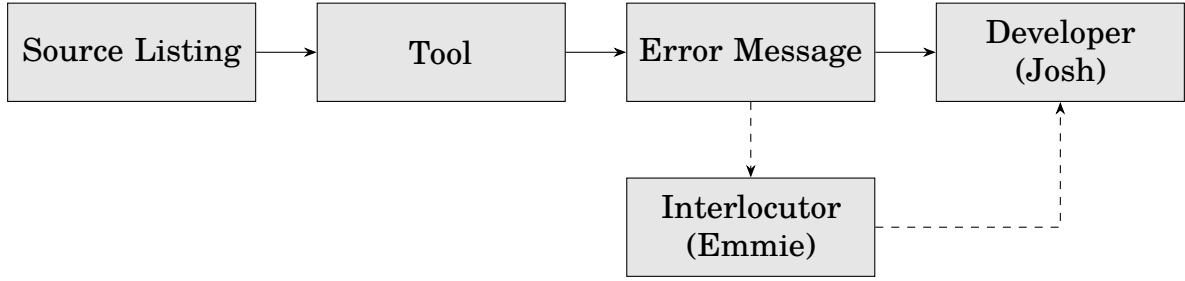 Source Listing
Tool
Error Message
Developer
(Josh)
Interlocutor
(Emmie)